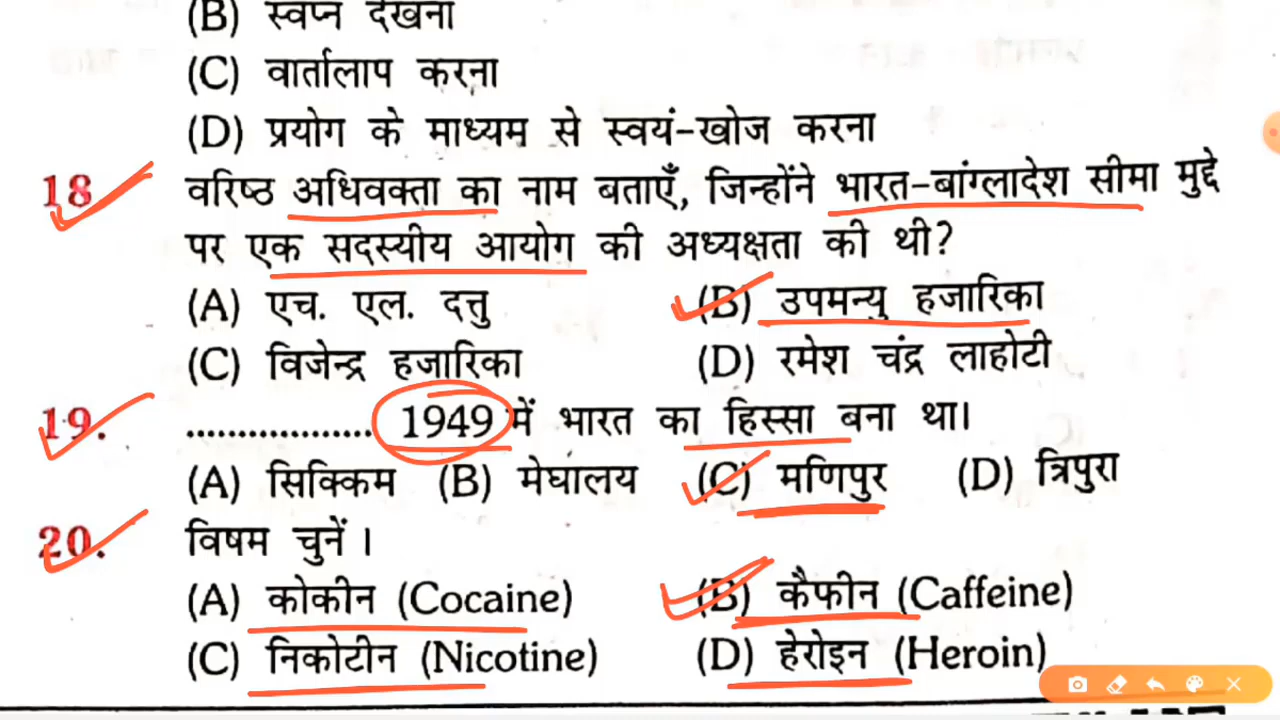 (B) स्वप्न देखना
(C) वार्तालाप करना
(D) प्रयोग के माध्यम से स्वयं-खोज करना
18 वरिष्ठ अधिवक्ता का नाम बताएँ, जिन्होंने भारत-बांग्लादेश सीमा मुद्दे
पर एक सदस्यीय आयोग की अध्यक्षता की थी?
(A) एच. एल. दत्तु (B) उपमन्यु हजारिका
(C) विजेन्द्र हजारिका (D) रमेश चंद्र लाहोटी
19. .................. 1949 में भारत का हिस्सा बना था।
(A) सिक्किम (B) मेघालय (C) मणिपुर (D) त्रिपुरा
20. विषम चुनें।
(A) कोकीन (Cocaine) (B) कैफीन (Caffeine)
(C) निकोटीन (Nicotine) (D) हेरोइन (Heroin)